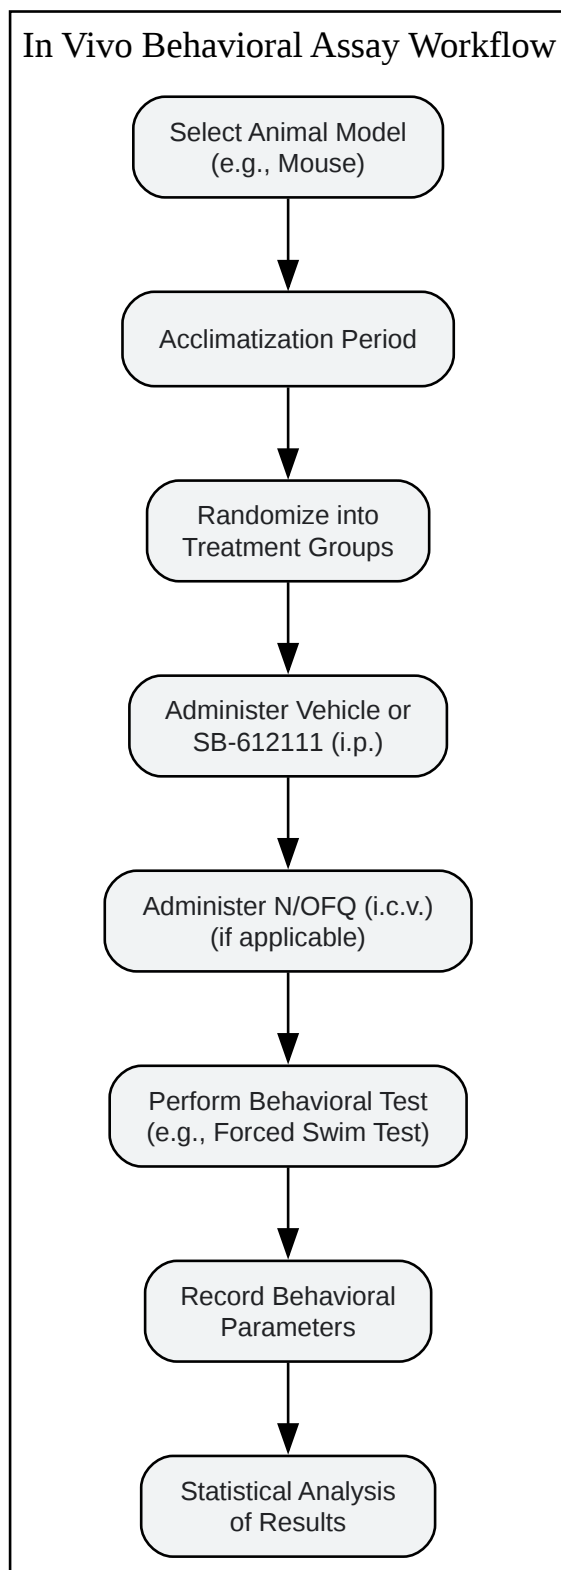 In Vivo Behavioral Assay Workflow
Select Animal Model
(e.g., Mouse)
Acclimatization Period
Randomize into
Treatment Groups
Administer Vehicle or
SB-612111 (i.p.)
Administer N/OFQ (i.c.v.)
(if applicable)
Perform Behavioral Test
(e.g., Forced Swim Test)
Record Behavioral
Parameters
Statistical Analysis
of Results